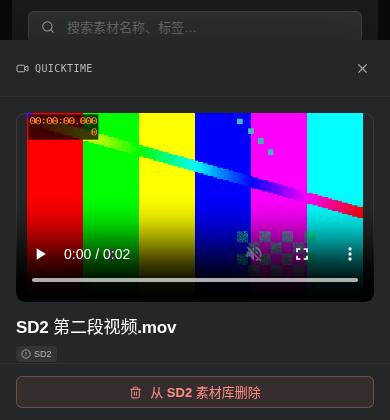 搜索素材名称、标签…
QUICKTIME
00:00:00.000
0
0:00 / 0:02
SD2 第二段视频.mov
SD2
从 SD2 素材库删除